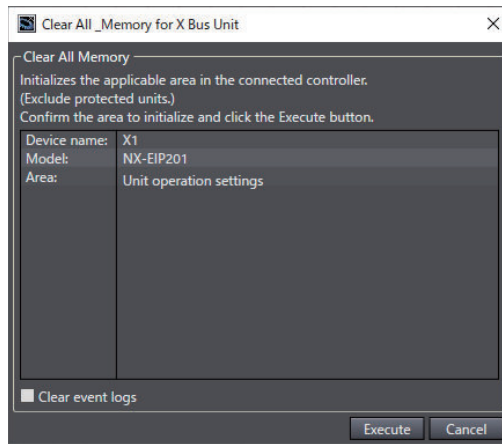 Clear All _Memory for X Bus Unit
Clear All Memory
Initializes the applicable area in the connected controller.
(Exclude protected units.)
Confirm the area to initialize and click the Execute button.
Device name: X1
Model: NX-EIP201
Area: Unit operation settings
Clear event logs
Execute Cancel